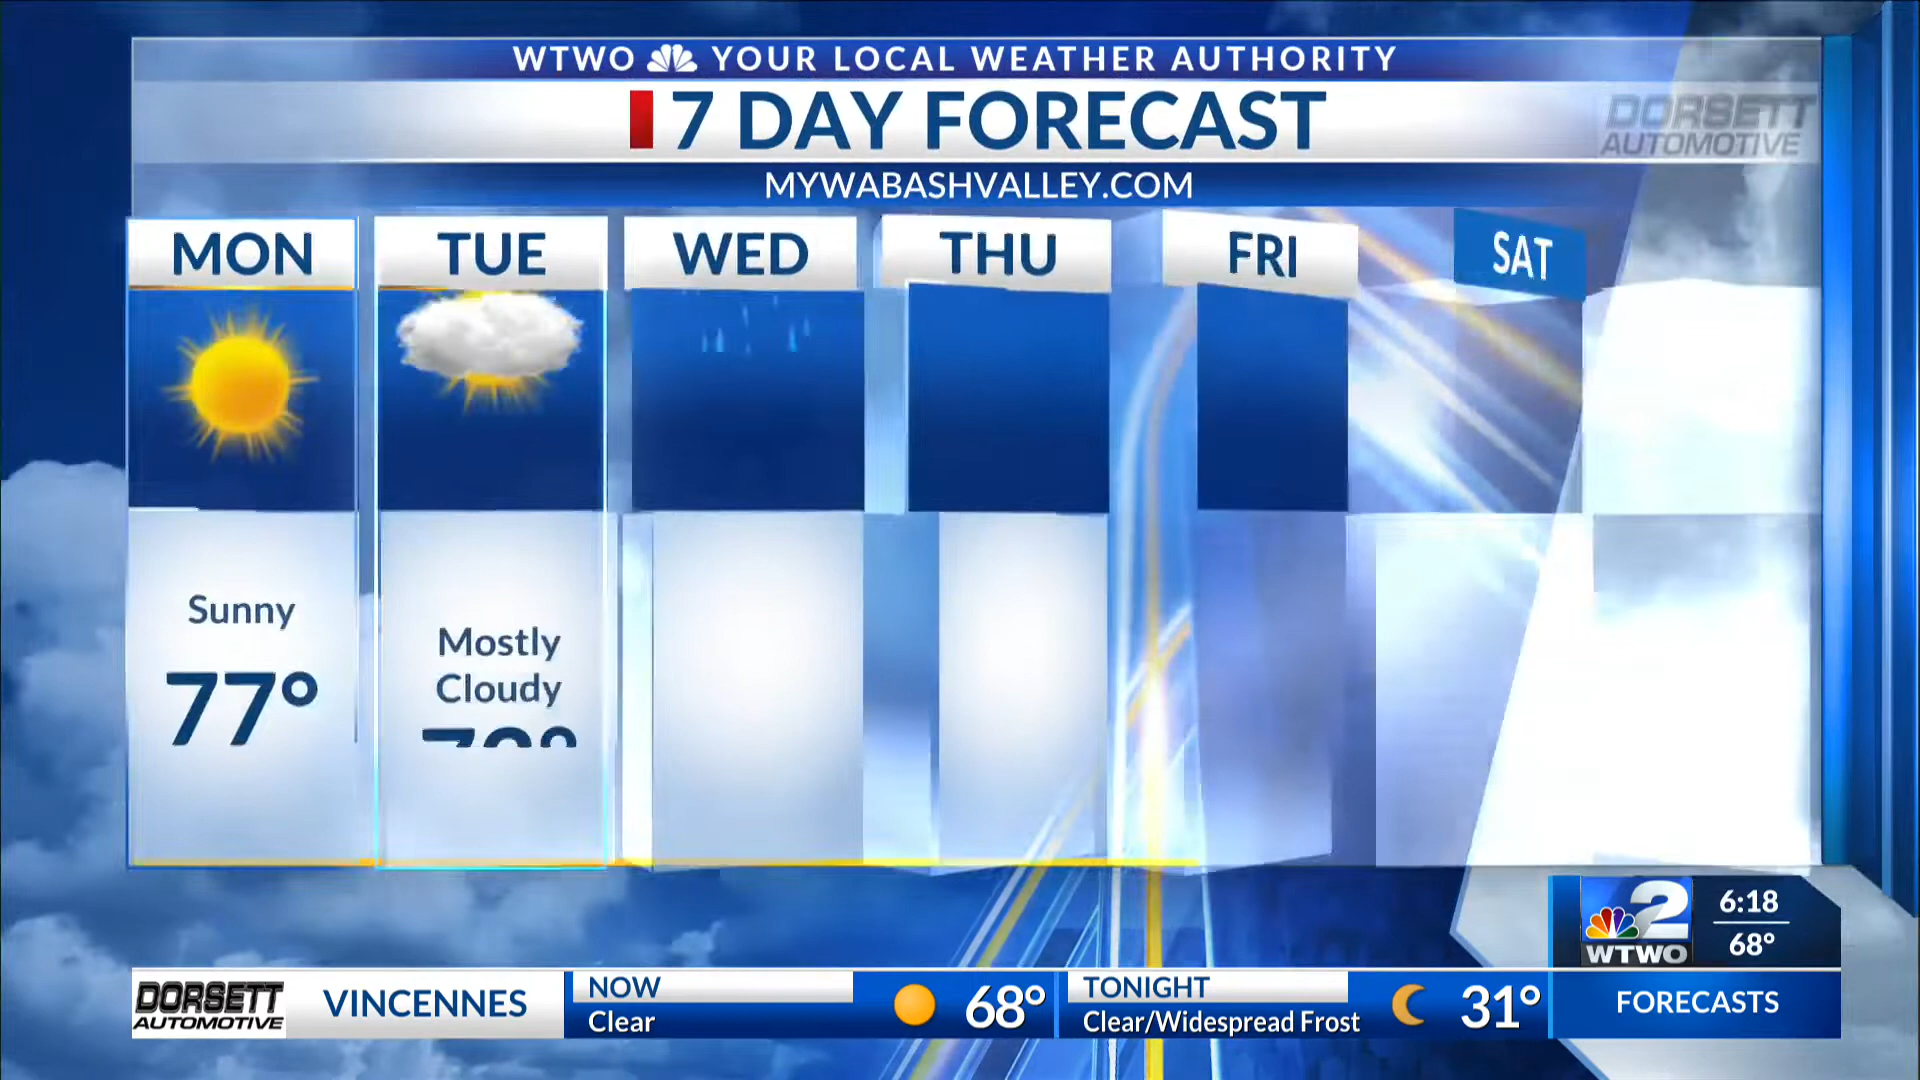 WTWO YOUR LOCAL WEATHER AUTHORITY
7 DAY FORECAST
DORSETT
AUTOMOTIVE
MYWABASHVALLEY.COM
MON TUE WED THU FRI SAT
Sunny
77°
Mostly
Cloudy
2
WTWO
6:18
68°
DORSETT
AUTOMOTIVE
VINCENNES
NOW
Clear
68°
TONIGHT
Clear/Widespread Frost
31°
FORECASTS